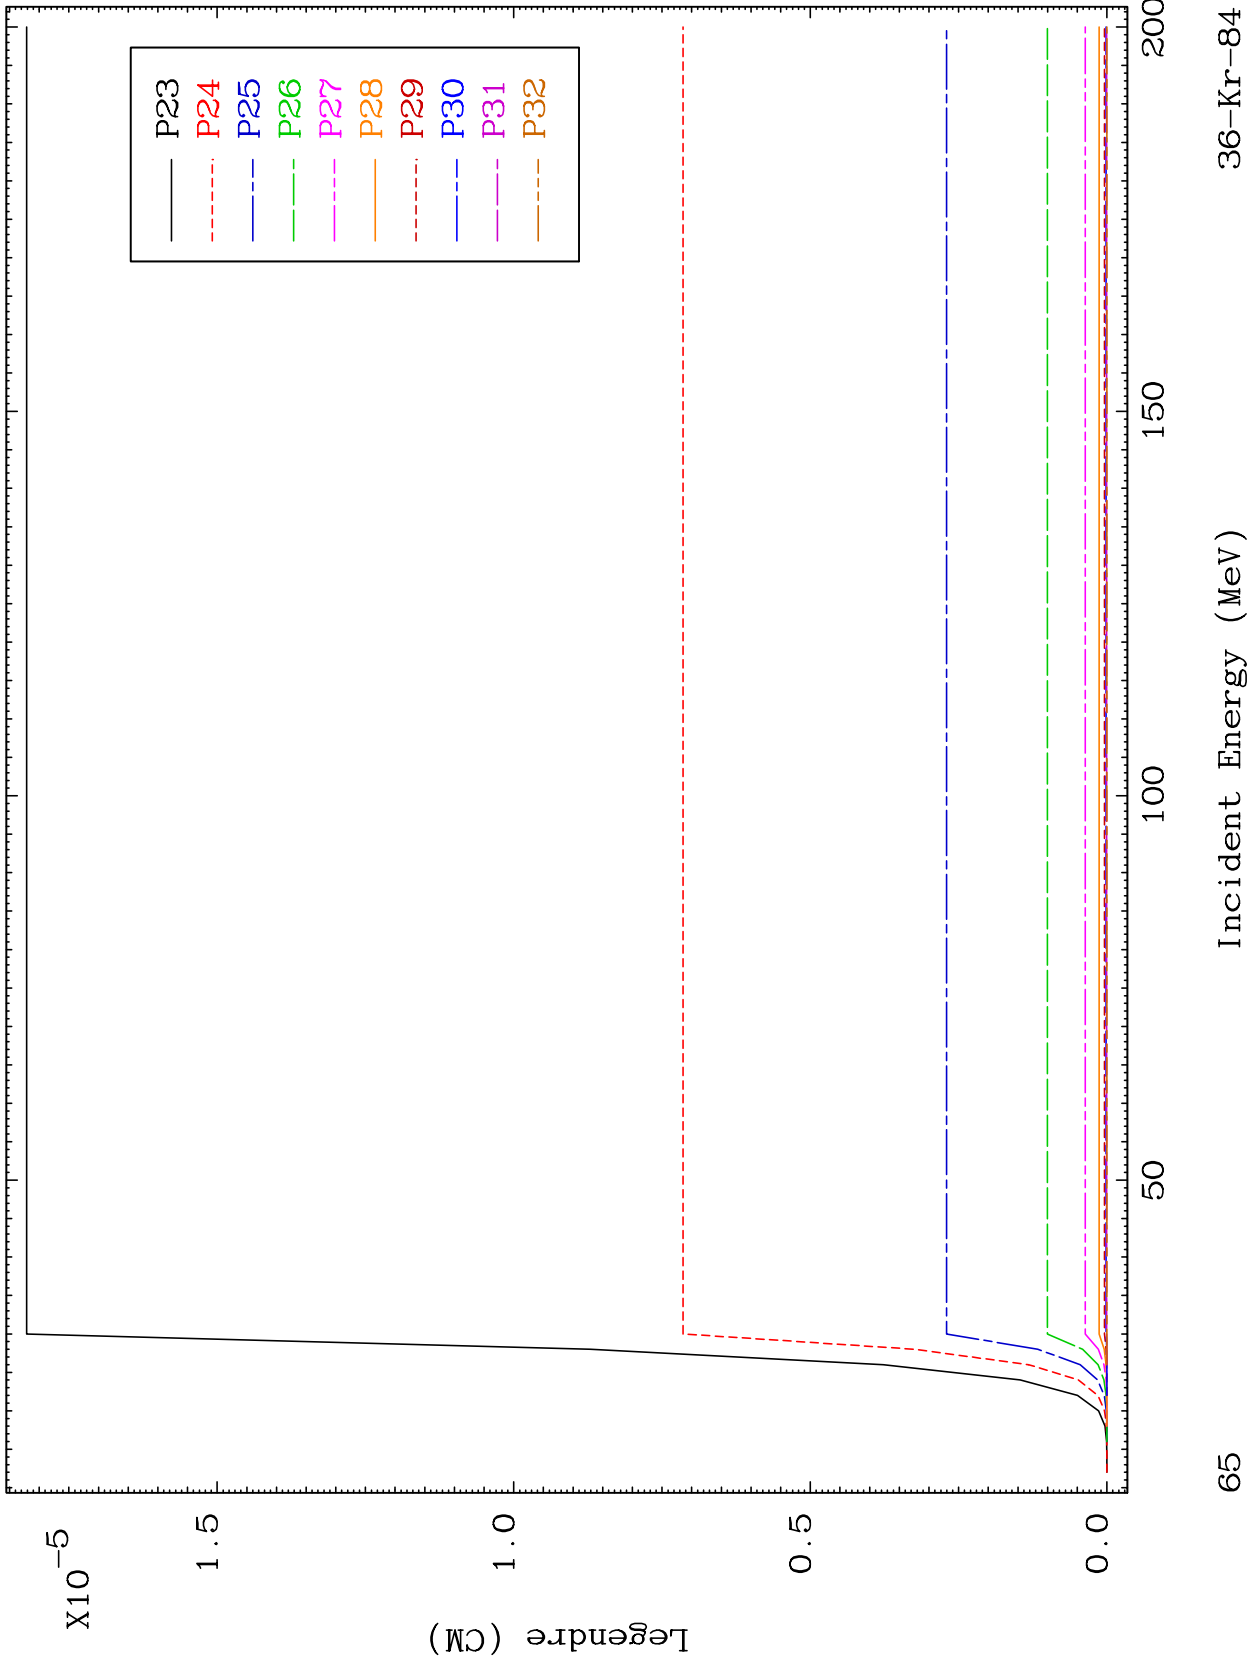 X10-5
1.5
1.0
0.5
0.0
Legendre (CM)
P23
P24
P25
P26
P27
P28
P29
P30
P31
P32
50
100
150
200
65
Incident Energy (MeV)
36-Kr-84